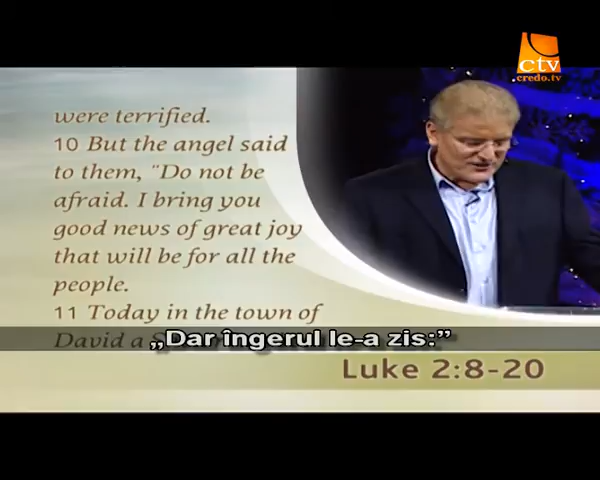 ctv
credo.tv
were terrified.
10 But the angel said
to them, "Do not be
afraid. I bring you
good news of great joy
that will be for all the
people.
11 Today in the town of
David a
„Dar îngerul le-a zis:”
Luke 2:8-20